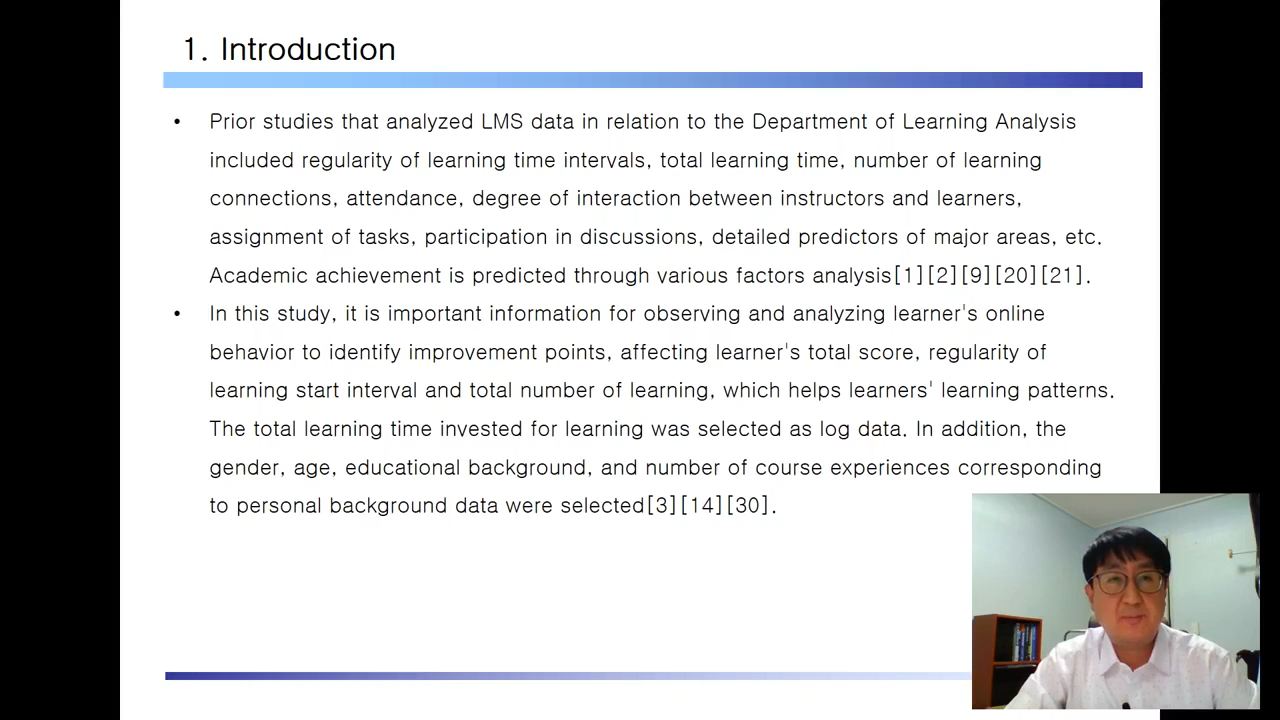 1. Introduction
• Prior studies that analyzed LMS data in relation to the Department of Learning Analysis
included regularity of learning time intervals, total learning time, number of learning
connections, attendance, degree of interaction between instructors and learners,
assignment of tasks, participation in discussions, detailed predictors of major areas, etc.
Academic achievement is predicted through various factors analysis[1][2][9][20][21].
• In this study, it is important information for observing and analyzing learner's online
behavior to identify improvement points, affecting learner's total score, regularity of
learning start interval and total number of learning, which helps learners' learning patterns.
The total learning time invested for learning was selected as log data. In addition, the
gender, age, educational background, and number of course experiences corresponding
to personal background data were selected[3][14][30].